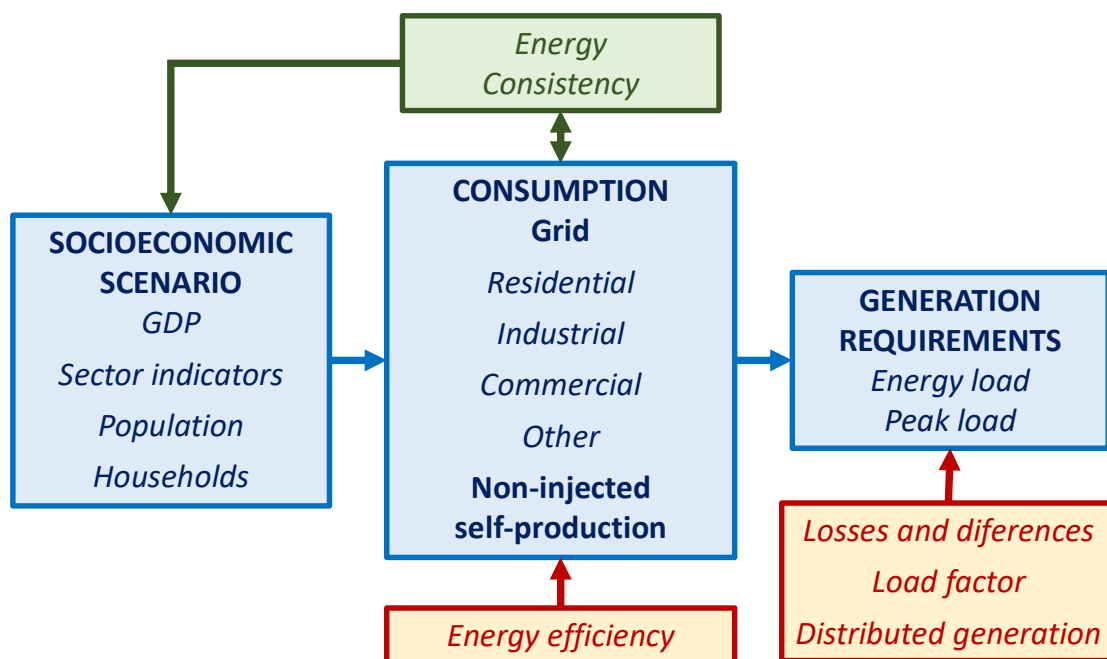 Energy
Consistency
SOCIOECONOMIC
SCENARIO
GDP
Sector indicators
Population
Households
CONSUMPTION
Grid
Residential
Industrial
Commercial
Other
Non-injected
self-production
GENERATION
REQUIREMENTS
Energy load
Peak load
Energy efficiency
Losses and diferences
Load factor
Distributed generation